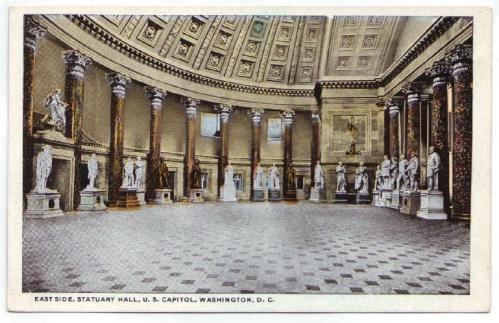 EAST SIDE, STATUARY HALL, U. S. CAPITOL, WASHINGTON, D. C.